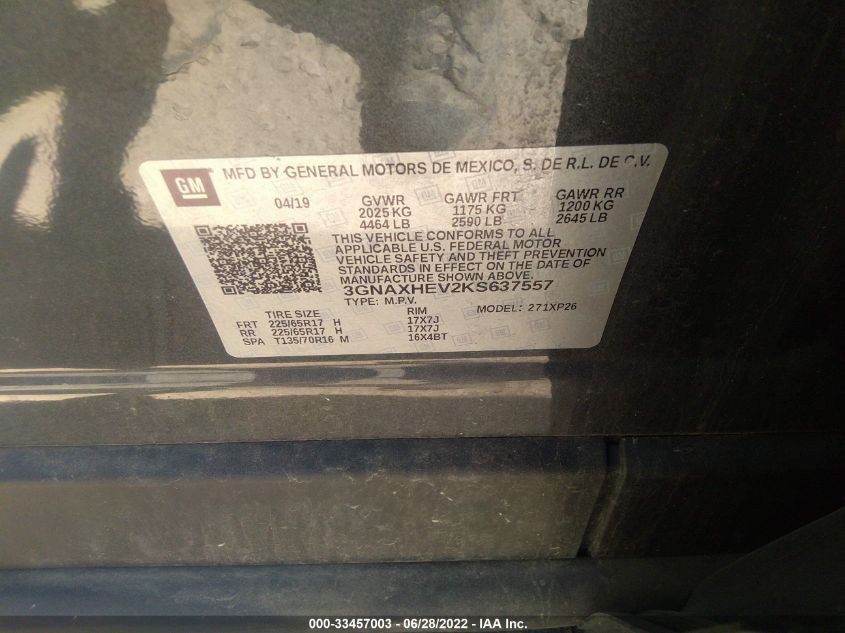 GM
MFD BY GENERAL MOTORS DE MEXICO, S. DE R.L. DE C.V.
04/19 GVWR GAWR FRT GAWR RR
2025 KG 1175 KG 1200 KG
4464 LB 2590 LB 2645 LB
THIS VEHICLE CONFORMS TO ALL
APPLICABLE U.S. FEDERAL MOTOR
VEHICLE SAFETY AND THEFT PREVENTION
STANDARDS IN EFFECT ON THE DATE OF
MANUFACTURE SHOWN ABOVE.
3GNAXHEV2KS637557
TYPE: M.P.V. MODEL: 271XP26
TIRE SIZE RIM
FRT 225/65R17 H 17X7J
RR 225/65R17 H 17X7J
SPA T135/70R16 M 16X4BT
000-33457003 - 06/28/2022 - IAA Inc.